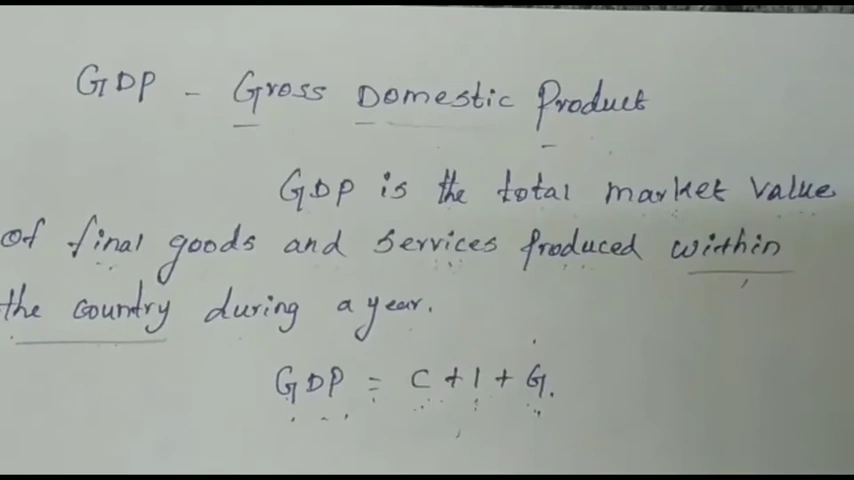 GDP - Gross Domestic Product
GDP is the total market value
of final goods and services produced within
the country during a year.
GDP = C + I + G.